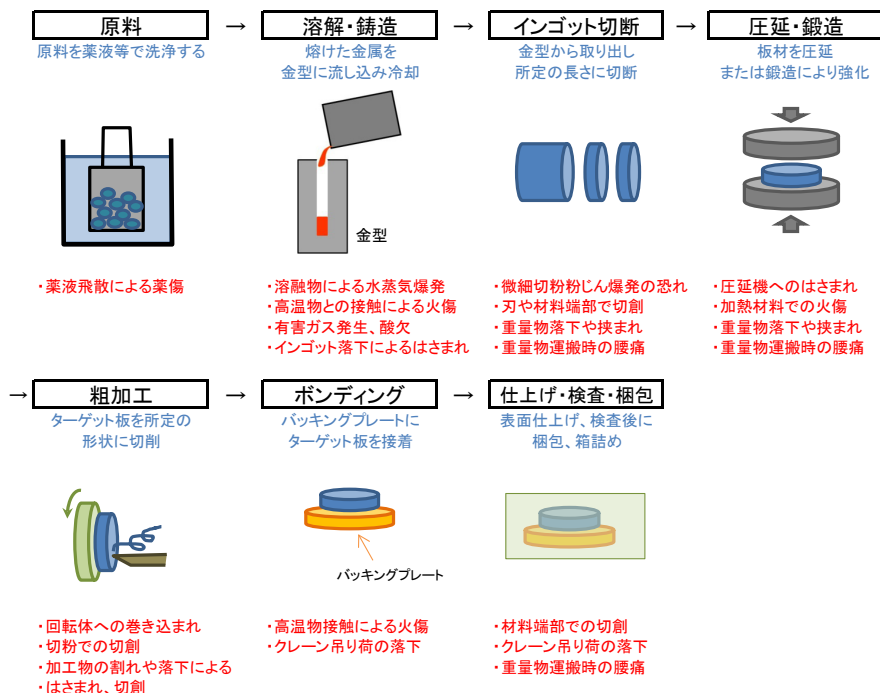 原料
→
溶解・鋳造
→
インゴット切断
→
圧延・鍛造
原料を薬液等で洗浄する
熔けた金属を
金型に流し込み冷却
金型から取り出し
所定の長さに切断
板材を圧延
または鍛造により強化
金型
・薬液飛散による薬傷
・溶融物による水蒸気爆発
・高温物との接触による火傷
・有害ガス発生、酸欠
・インゴット落下によるはさまれ
・微細切粉粉じん爆発の恐れ
・刃や材料端部で切創
・重量物落下や挟まれ
・重量物運搬時の腰痛
・圧延機へのはさまれ
・加熱材料での火傷
・重量物落下や挟まれ
・重量物運搬時の腰痛
→
粗加工
→
ボンディング
→
仕上げ・検査・梱包
ターゲット板を所定の
形状に切削
バッキングプレートに
ターゲット板を接着
表面仕上げ、検査後に
梱包、箱詰め
バッキングプレート
・回転体への巻き込まれ
・切粉での切創
・加工物の割れや落下による
・はさまれ、切創
・高温物接触による火傷
・クレーン吊り荷の落下
・材料端部での切創
・クレーン吊り荷の落下
・重量物運搬時の腰痛